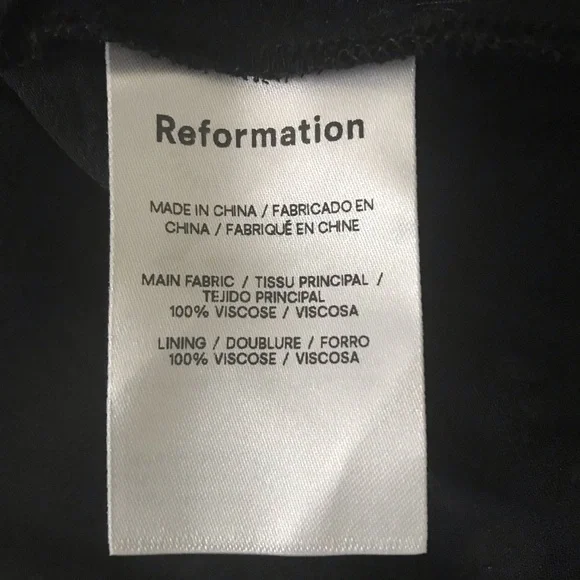 Reformation
MADE IN CHINA / FABRICADO EN
CHINA / FABRIQUÉ EN CHINE
MAIN FABRIC / TISSU PRINCIPAL /
TEJIDO PRINCIPAL
100% VISCOSE / VISCOSA
LINING / DOUBLURE / FORRO
100% VISCOSE / VISCOSA